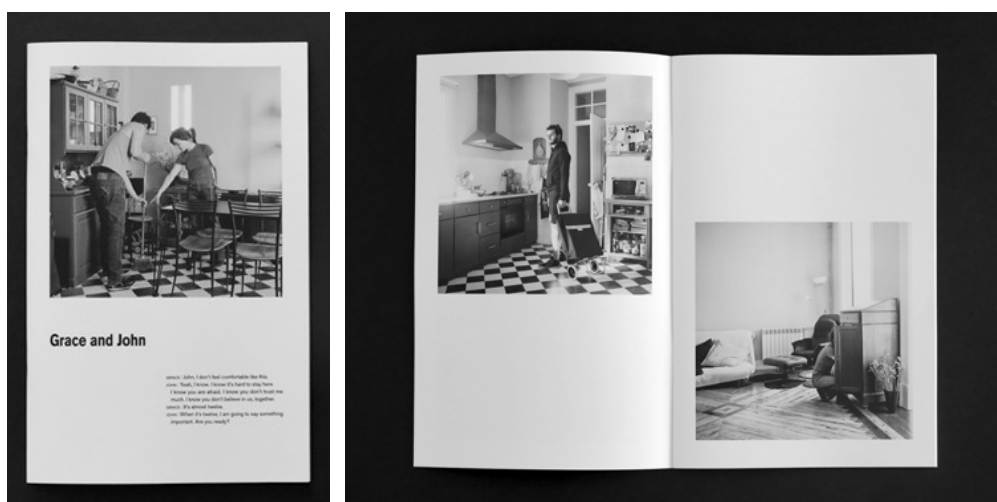 Grace and John
GRACE: John, I don't feel comfortable like this.
JOHN: Yeah, I know. I know it's hard to stay here.
I know you are afraid. I know you don't trust me
much. I know you don't believe in us, together.
GRACE: It's almost twelve.
JOHN: When it's twelve, I am going to say something
important. Are you ready?